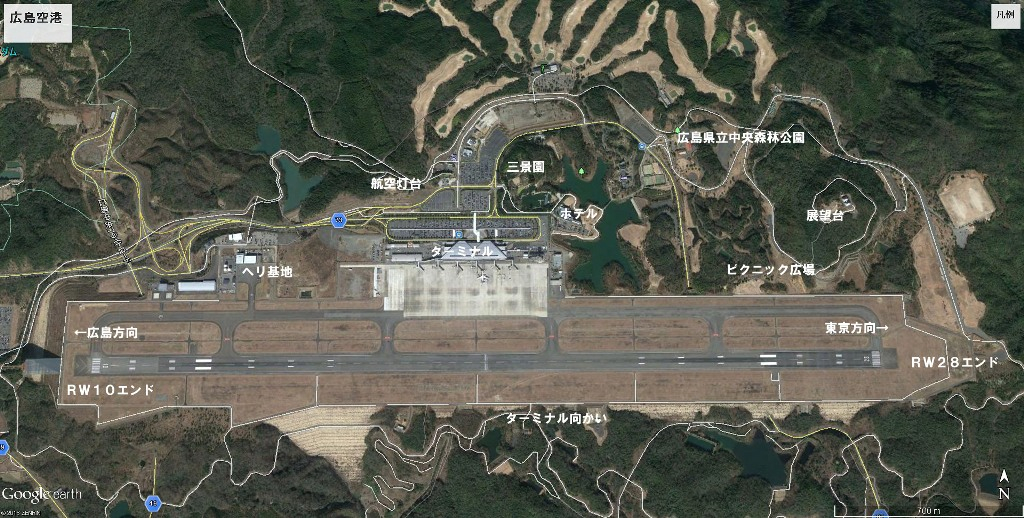 広島空港
凡例
広島県立中央森林公園
三景園
航空灯台
ホテル
展望台
ターミナル
ヘリ基地
ピクニック広場
←広島方向
東京方向→
RW10エンド
RW28エンド
ターミナル向かい
Google earth
N
700 m